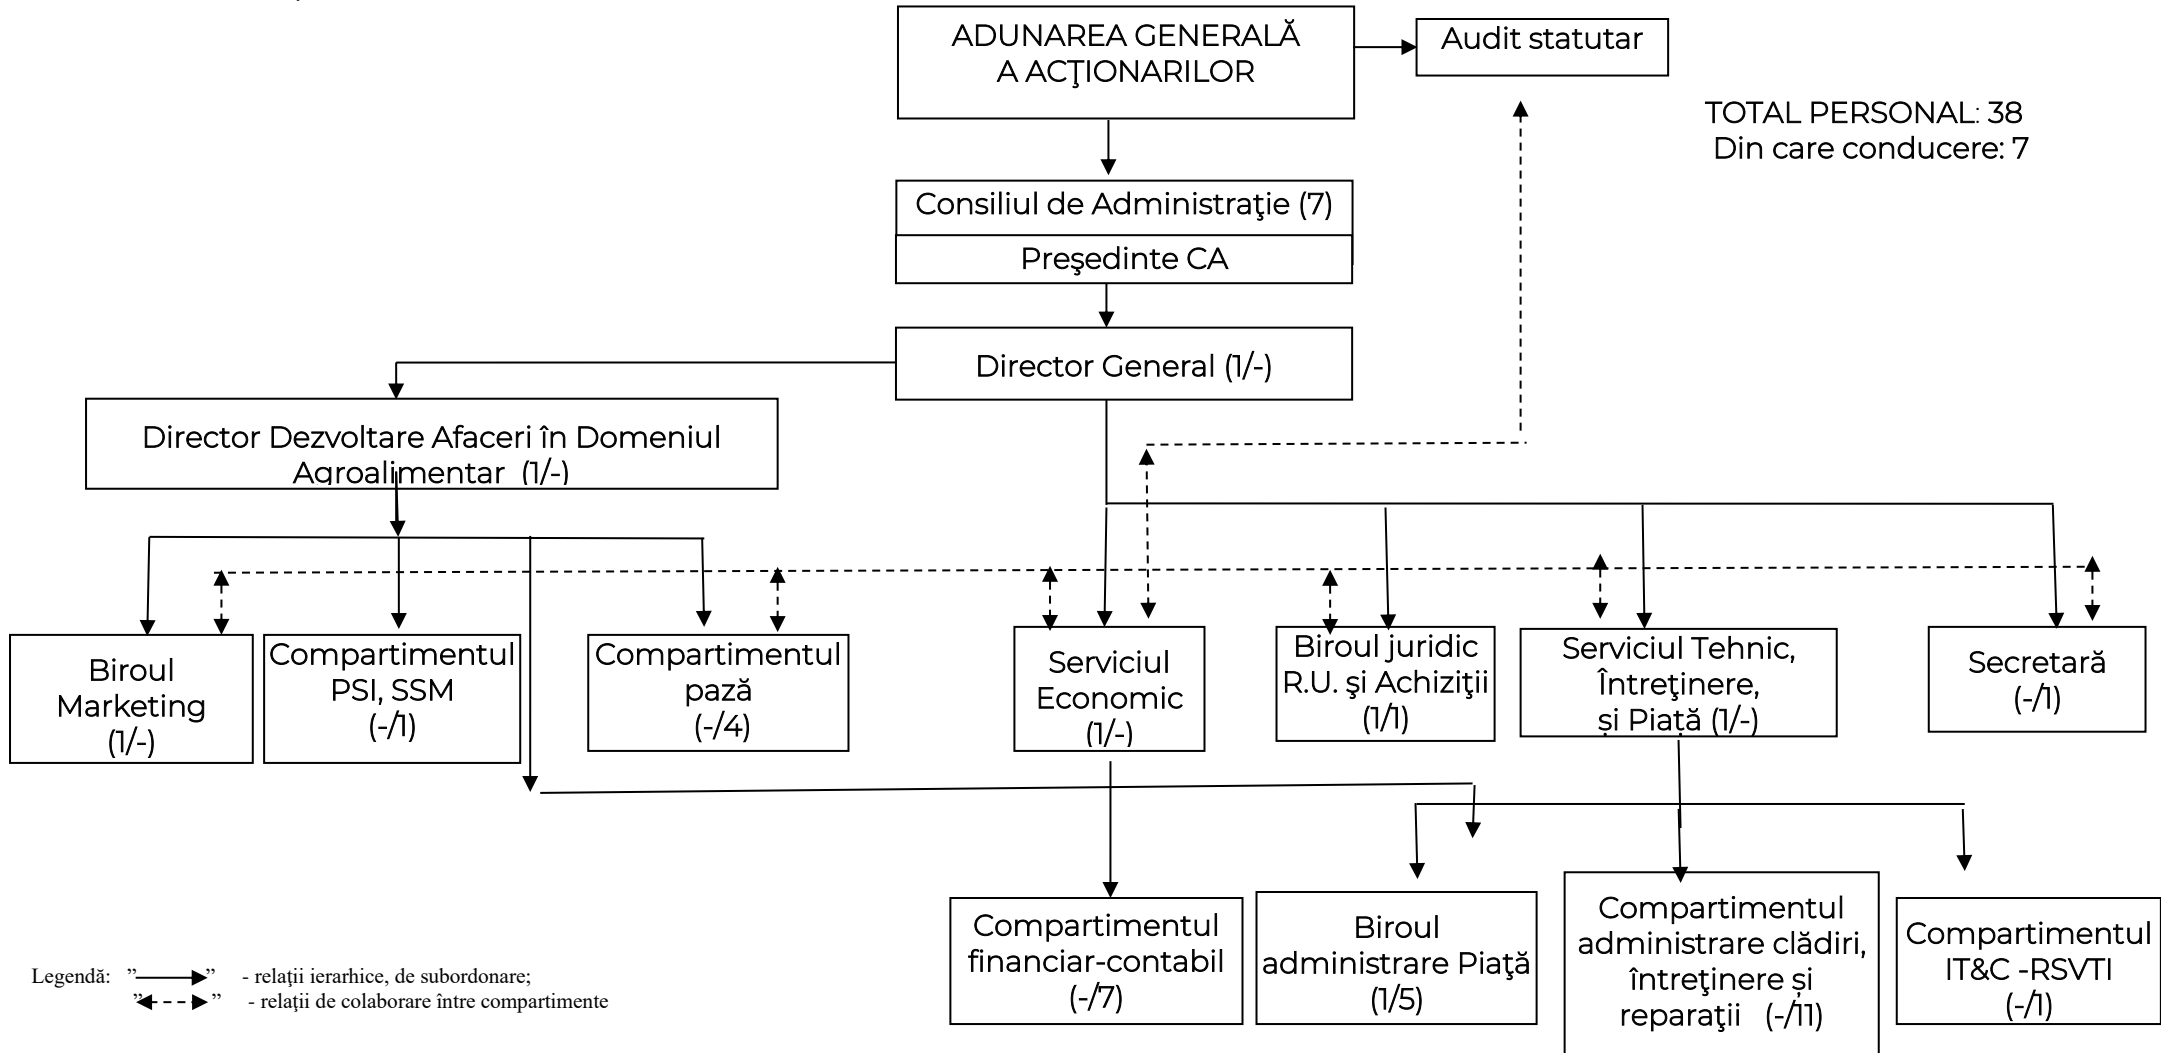 ADUNAREA GENERALĂ
A ACŢIONARILOR
Audit statutar
TOTAL PERSONAL: 38
Din care conducere: 7
Consiliul de Administraţie (7)
Preşedinte CA
Director General (1/-)
Director Dezvoltare Afaceri în Domeniul
Agroalimentar (1/-)
Biroul
Marketing
(1/-)
Compartimentul
PSI, SSM
(-/1)
Compartimentul
pază
(-/4)
Serviciul
Economic
(1/-)
Biroul juridic
R.U. şi Achiziţii
(1/1)
Serviciul Tehnic,
Întreţinere,
și Piață (1/-)
Secretară
(-/1)
Compartimentul
financiar-contabil
(-/7)
Biroul
administrare Piaţă
(1/5)
Compartimentul
administrare clădiri,
întreţinere și
reparaţii (-/11)
Compartimentul
IT&C -RSVTI
(-/1)
Legendă: ” ” - relaţii ierarhice, de subordonare;
” ” - relaţii de colaborare între compartimente